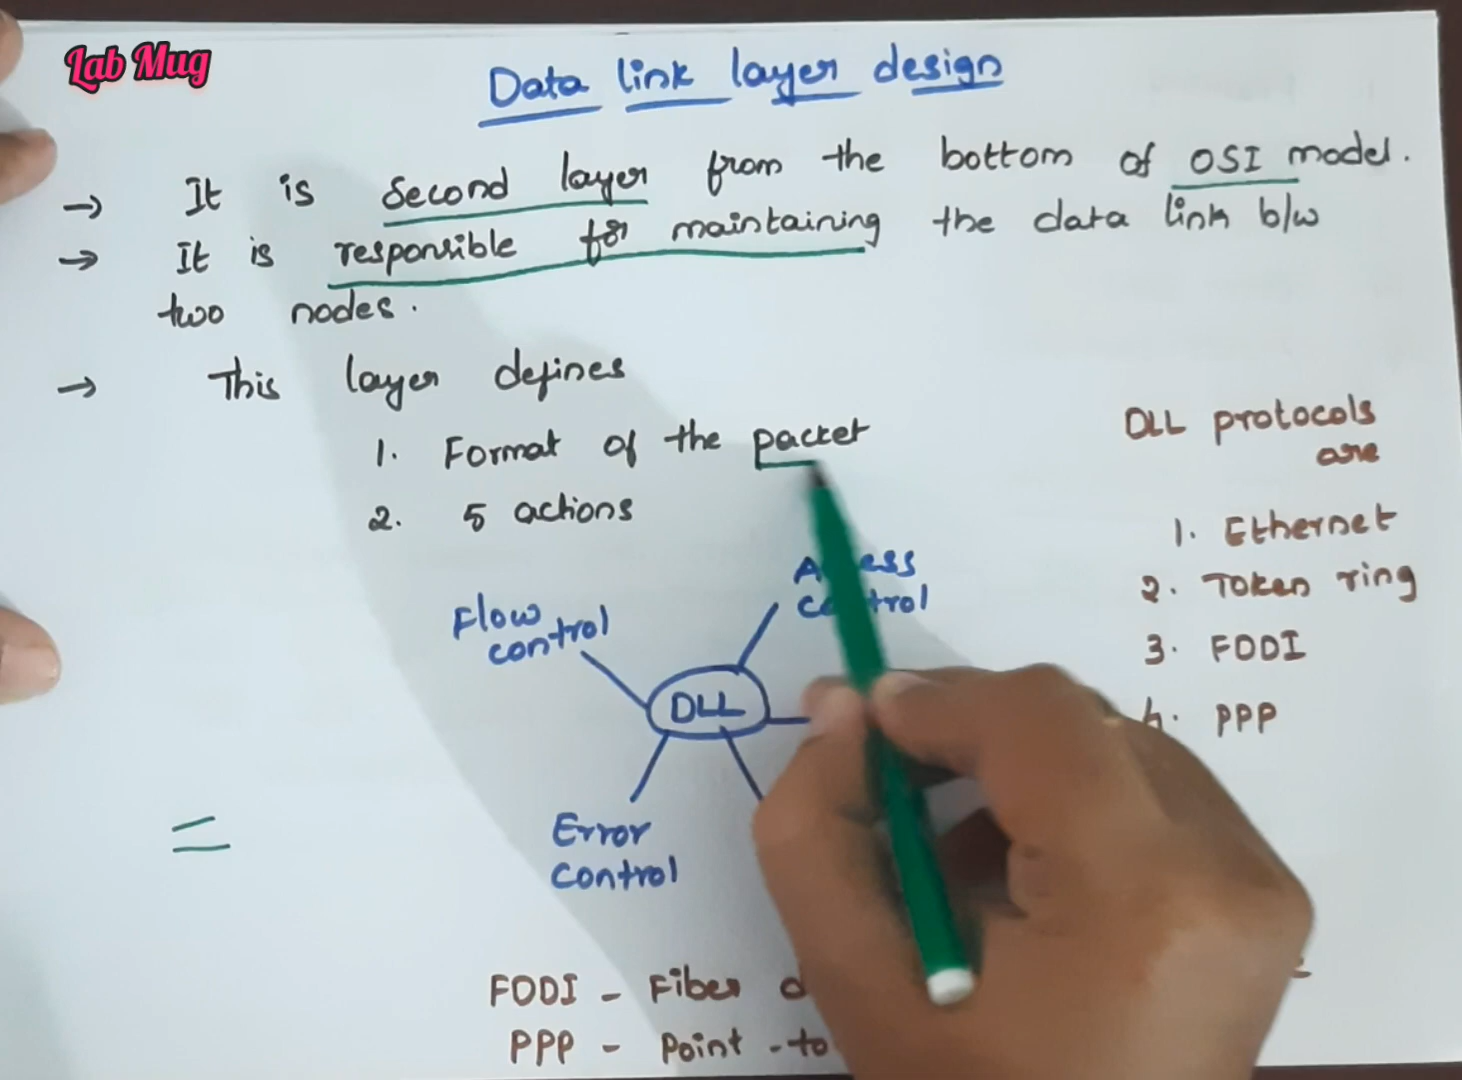 Lab Mug
Data link layer design
→ It is second layer from the bottom of OSI model.
→ It is responsible for maintaining the data link b/w
two nodes.
→ This layer defines
1. Format of the packet
2. 5 actions
DLL protocols
are
1. Ethernet
2. Token ring
3. FDDI
4. PPP
Flow
control
control
DLL
Error
control
FDDI - Fiber
PPP - Point -to